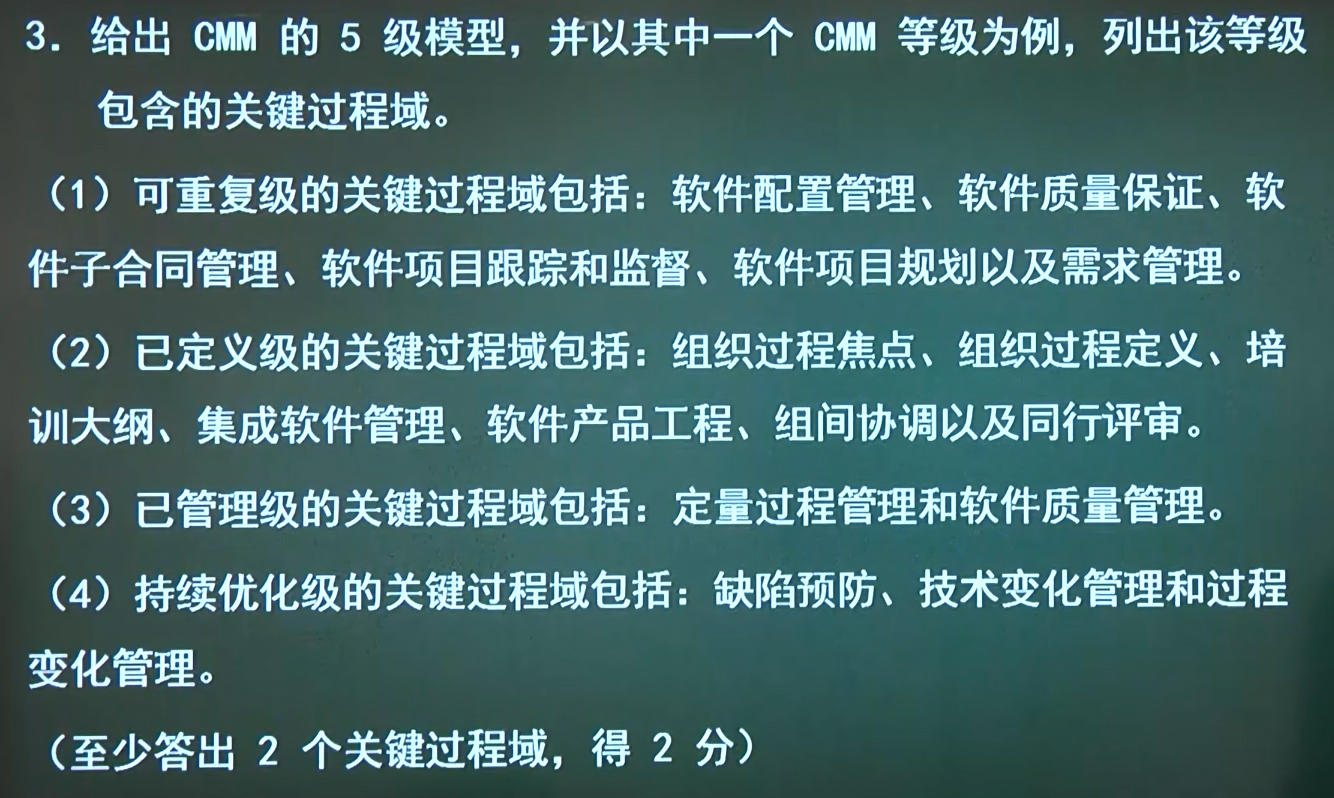 3. 给出 CMM 的 5 级模型，并以其中一个 CMM 等级为例，列出该等级
包含的关键过程域。
（1）可重复级的关键过程域包括：软件配置管理、软件质量保证、软
件子合同管理、软件项目跟踪和监督、软件项目规划以及需求管理。
（2）已定义级的关键过程域包括：组织过程焦点、组织过程定义、培
训大纲、集成软件管理、软件产品工程、组间协调以及同行评审。
（3）已管理级的关键过程域包括：定量过程管理和软件质量管理。
（4）持续优化级的关键过程域包括：缺陷预防、技术变化管理和过程
变化管理。
（至少答出 2 个关键过程域，得 2 分）